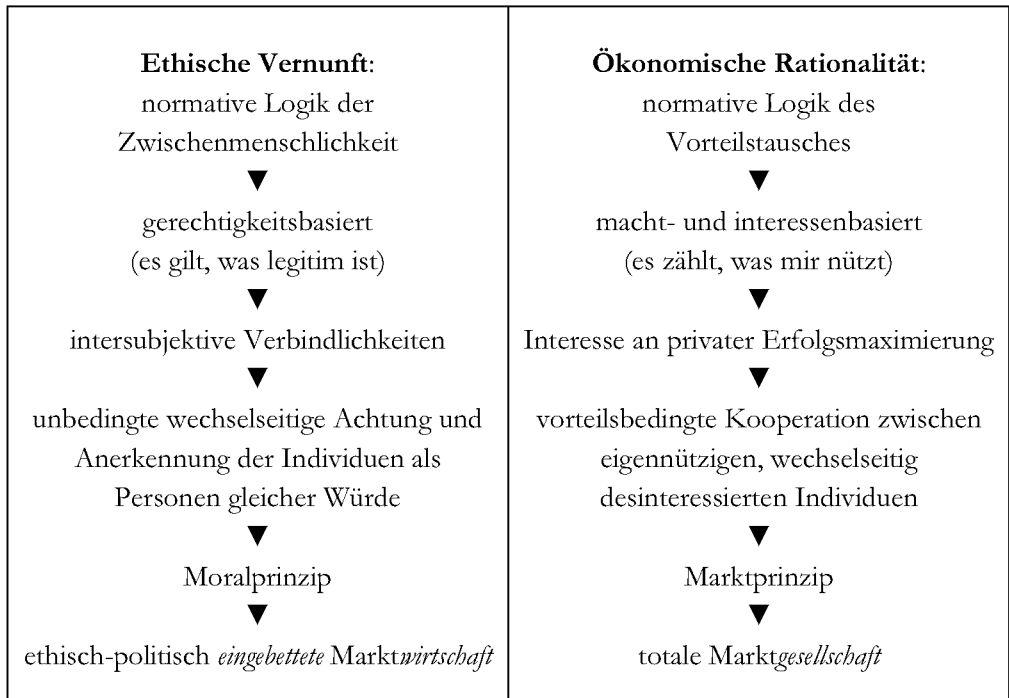 Ethische Vernunft:
normative Logik der
Zwischenmenschlichkeit
▼
gerechtigkeitsbasiert
(es gilt, was legitim ist)
▼
intersubjektive Verbindlichkeiten
▼
unbedingte wechselseitige Achtung und
Anerkennung der Individuen als
Personen gleicher Würde
▼
Moralprinzip
▼
ethisch-politisch eingebettete Marktwirtschaft
Ökonomische Rationalität:
normative Logik des
Vorteilstausches
▼
macht- und interessenbasiert
(es zählt, was mir nützt)
▼
Interesse an privater Erfolgsmaximierung
▼
vorteilsbedingte Kooperation zwischen
eigennützigen, wechselseitig
desinteressierten Individuen
▼
Marktprinzip
▼
totale Marktgesellschaft